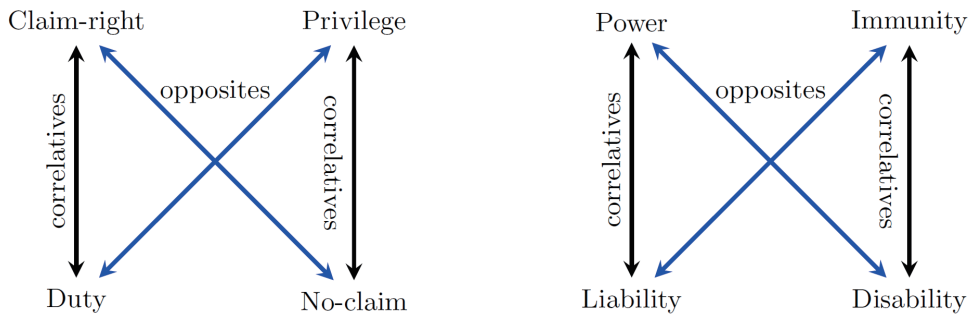 Claim-right
Privilege
opposites
correlatives
correlatives
Duty
No-claim
Power
Immunity
opposites
correlatives
correlatives
Liability
Disability